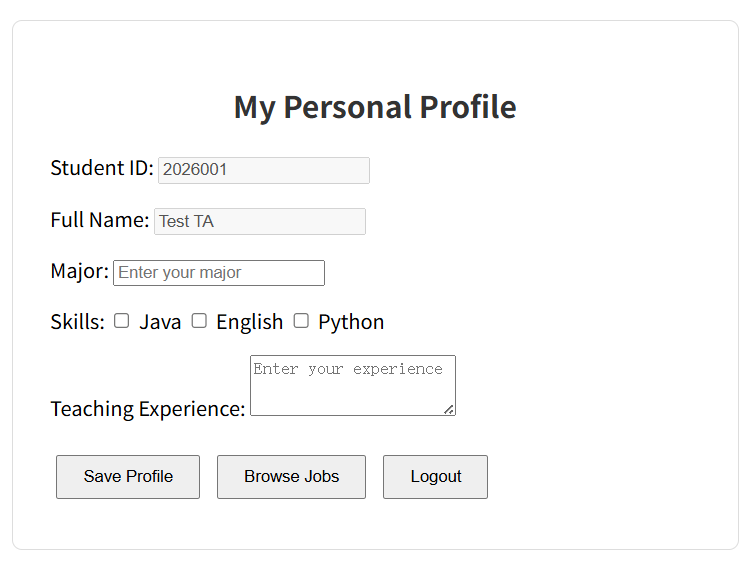 My Personal Profile
Student ID: 2026001
Full Name: Test TA
Major: Enter your major
Skills: Java English Python
Teaching Experience: Enter your experience
Save Profile Browse Jobs Logout